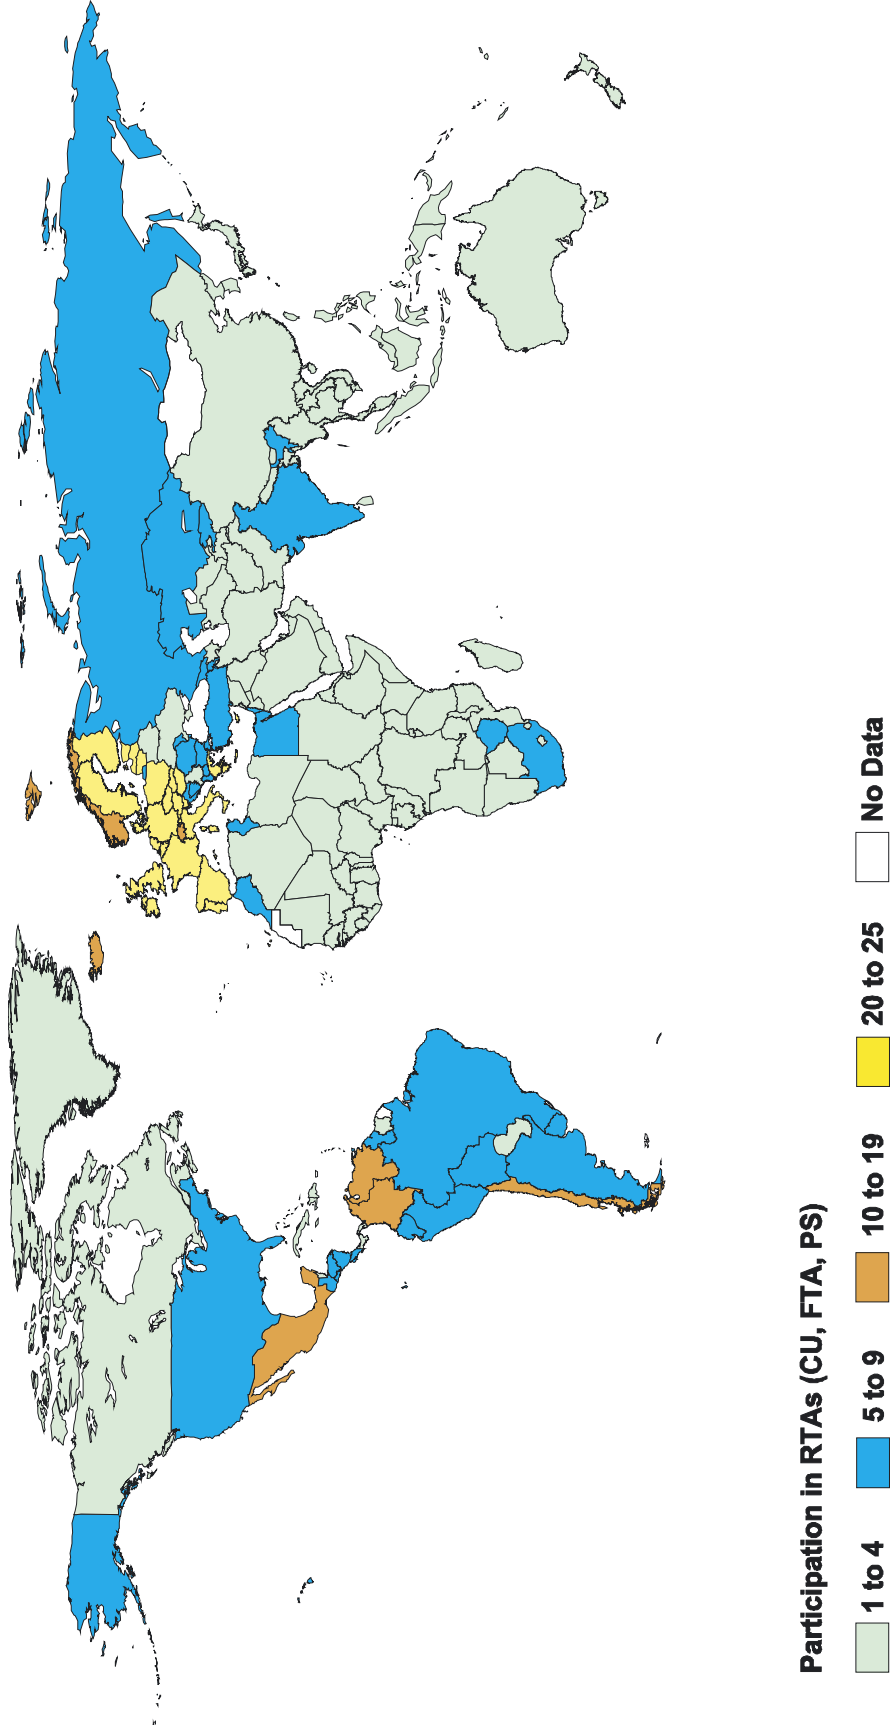 Participation in RTAs (CU, FTA, PS)
1 to 4
5 to 9
10 to 19
20 to 25
No Data